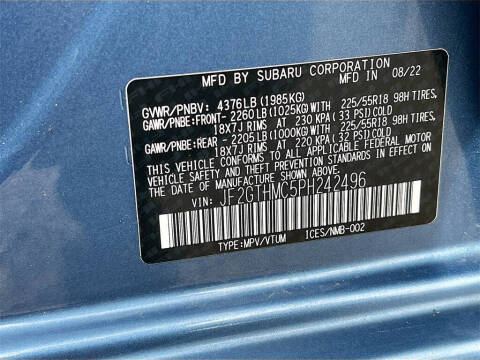 MFD BY SUBARU CORPORATION
IN 08/22
GVWR/PNBV: 4376LB (1985KG)
GAWR/PNBE:FRONT- 2260LB (1025KG)WITH 225/55R18 98H TIRES,
18X7J RIMS AT 230 KPA (33 PSI) COLD
GAWR/PNBE:REAR - 2205LB (1000KG)WITH 225/55R18 98H TIRES,
18X7J RIMS AT 220 KPA (32 PSI) COLD
THIS VEHICLE CONFORMS TO ALL APPLICABLE FEDERAL MOTOR
VEHICLE SAFETY AND BUMPER STANDARDS IN EFFECT ON
THE DATE OF MANUFACTURE SHOWN ABOVE.
VIN: JF2GTHMC5PH242496
TYPE:MPV/VTUM ICES/NMB-002